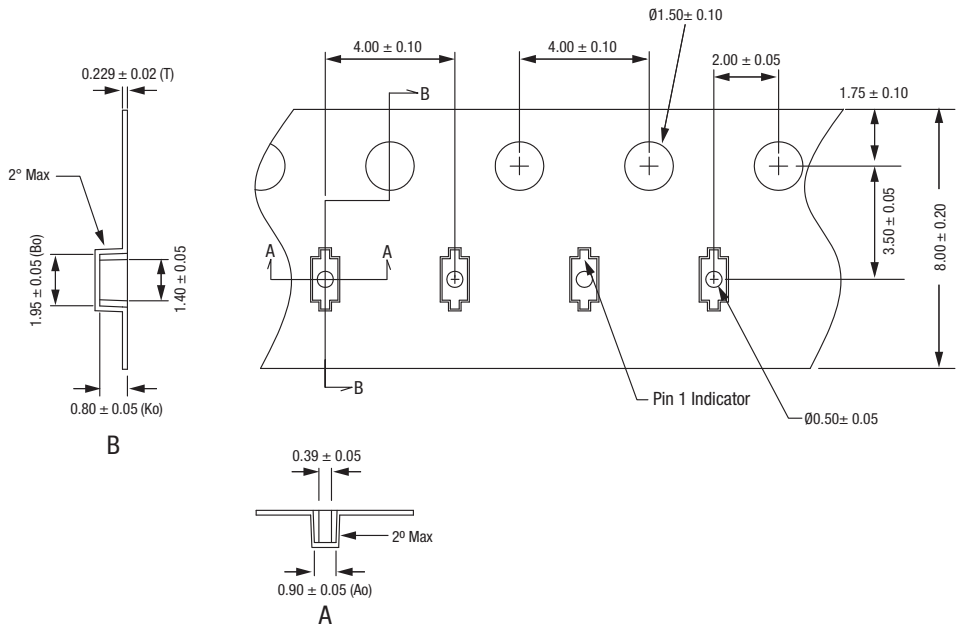 Ø1.50± 0.10
4.00 ± 0.10
4.00 ± 0.10
2.00 ± 0.05
0.229 ± 0.02 (T)
1.75 ± 0.10
B
2° Max
3.50 ± 0.05
8.00 ± 0.20
A
A
1.95 ± 0.05 (Bo)
1.40 ± 0.05
B
Pin 1 Indicator
0.80 ± 0.05 (Ko)
Ø0.50± 0.05
B
0.39 ± 0.05
2º Max
0.90 ± 0.05 (Ao)
A